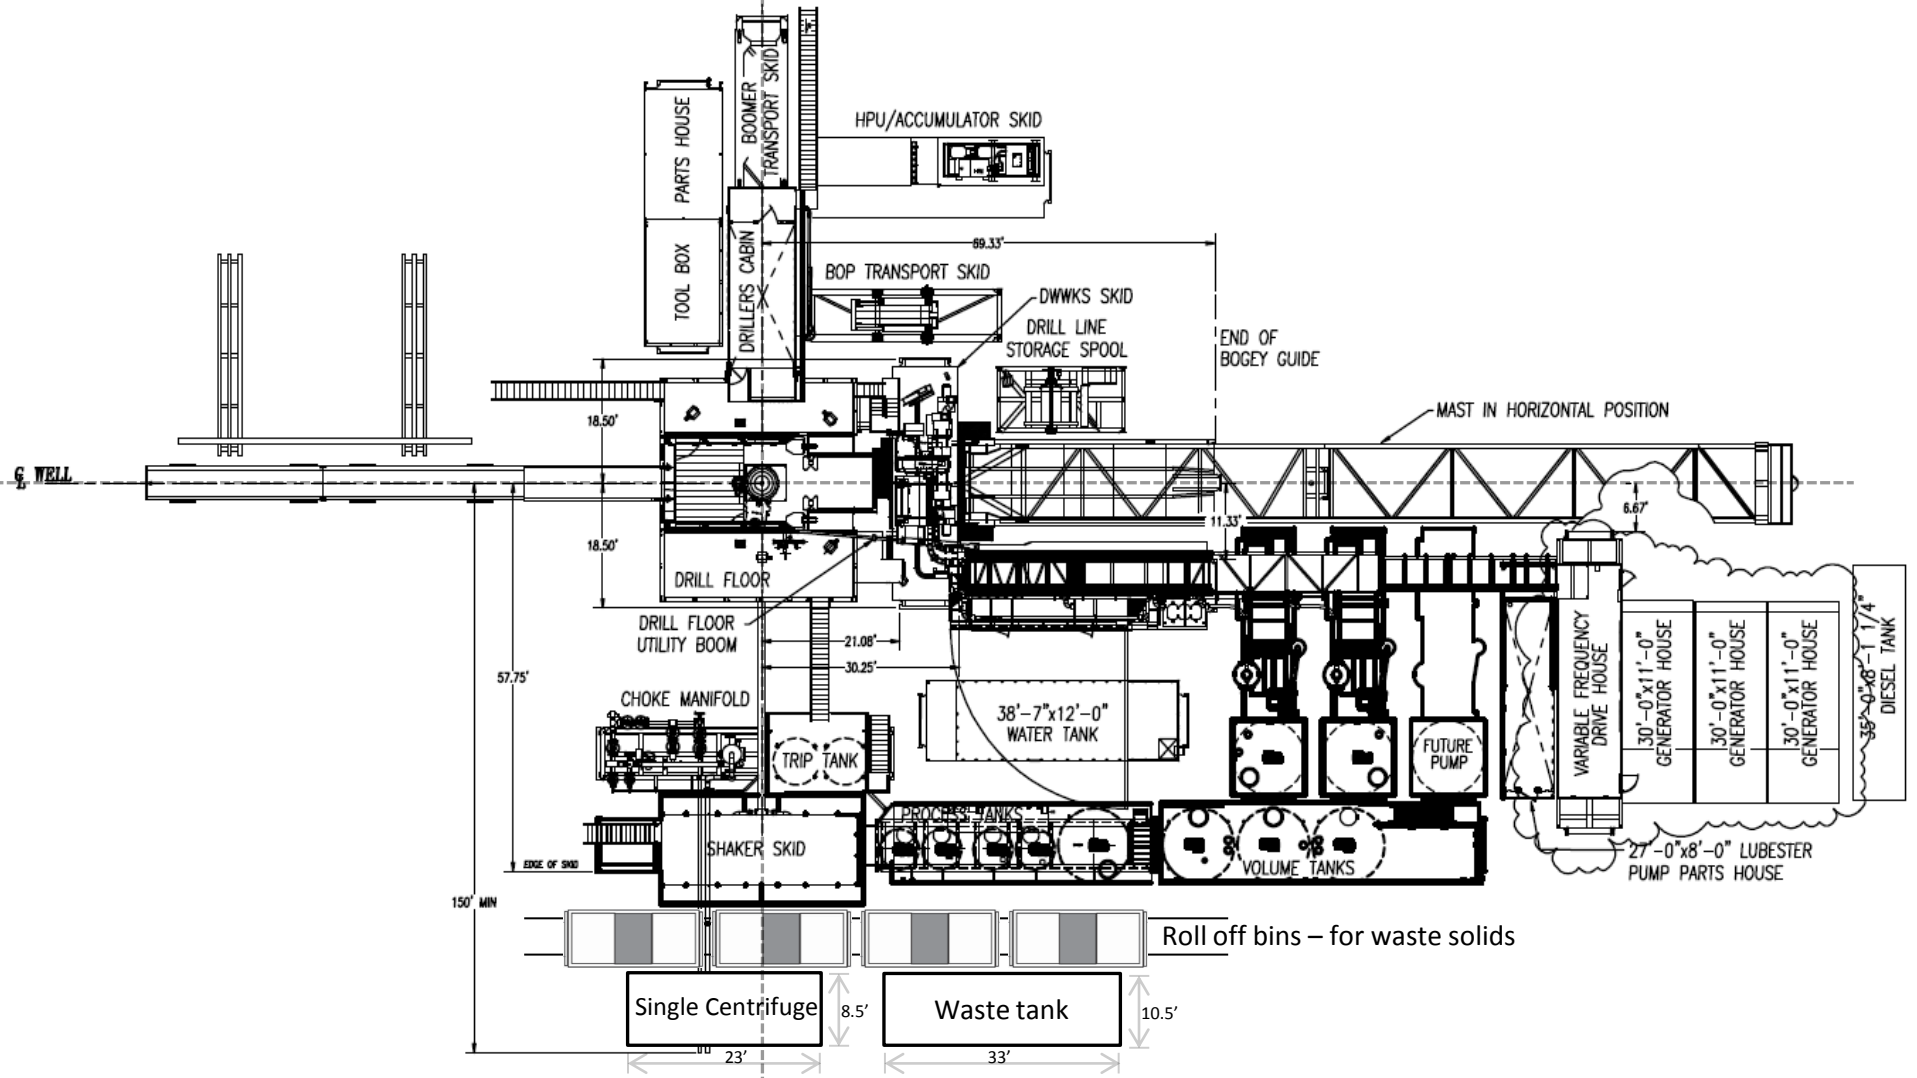 BOOMER
TRANSPORT SKID
PARTS HOUSE
HPU/ACCUMULATOR SKID
TOOL BOX
DRILLERS CABIN
69.33'
BOP TRANSPORT SKID
DWWKS SKID
DRILL LINE
STORAGE SPOOL
END OF
BOGEY GUIDE
MAST IN HORIZONTAL POSITION
18.50'
WELL
6.67'
11.33'
18.50'
DRILL FLOOR
DRILL FLOOR
UTILITY BOOM
21.08'
30.25'
57.75'
CHOKE MANIFOLD
38'-7"x12'-0"
WATER TANK
TRIP TANK
FUTURE
PUMP
VARIABLE FREQUENCY
DRIVE HOUSE
30'-0"x11'-0"
GENERATOR HOUSE
30'-0"x11'-0"
GENERATOR HOUSE
30'-0"x11'-0"
GENERATOR HOUSE
35'-0"x8'-1 1/4"
DIESEL TANK
PROCESS TANKS
SHAKER SKID
EDGE OF SKID
VOLUME TANKS
27'-0"x8'-0" LUBESTER
PUMP PARTS HOUSE
150' MIN
Roll off bins – for waste solids
Single Centrifuge
8.5'
Waste tank
10.5'
23'
33'